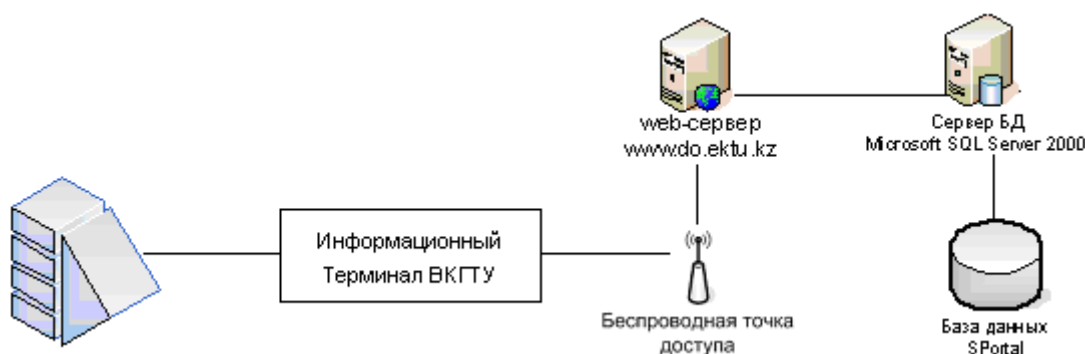 web-сервер
www.do.ektu.kz
Сервер БД
Microsoft SQL Server 2000
Информационный
Терминал ВКГТУ
Беспроводная точка
доступа
База данных
SPortal